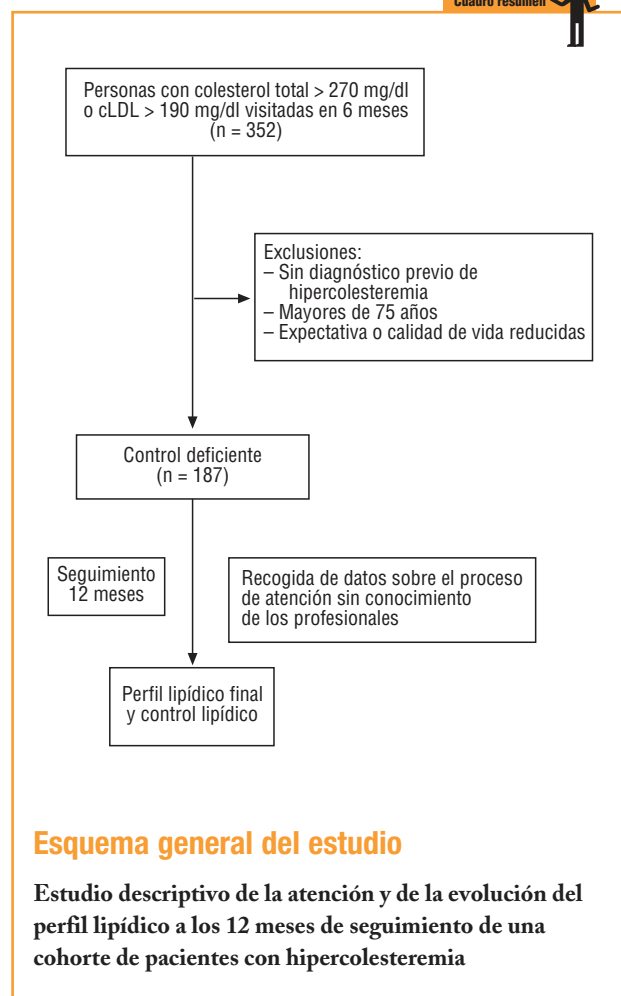 Cuadro resumen
Personas con colesterol total > 270 mg/dl
o cLDL > 190 mg/dl visitadas en 6 meses
(n = 352)
Exclusiones:
– Sin diagnóstico previo de
hipercolesteremia
– Mayores de 75 años
– Expectativa o calidad de vida reducidas
Control deficiente
(n = 187)
Seguimiento
12 meses
Recogida de datos sobre el proceso
de atención sin conocimiento
de los profesionales
Perfil lipídico final
y control lipídico
Esquema general del estudio
Estudio descriptivo de la atención y de la evolución del
perfil lipídico a los 12 meses de seguimiento de una
cohorte de pacientes con hipercolesteremia